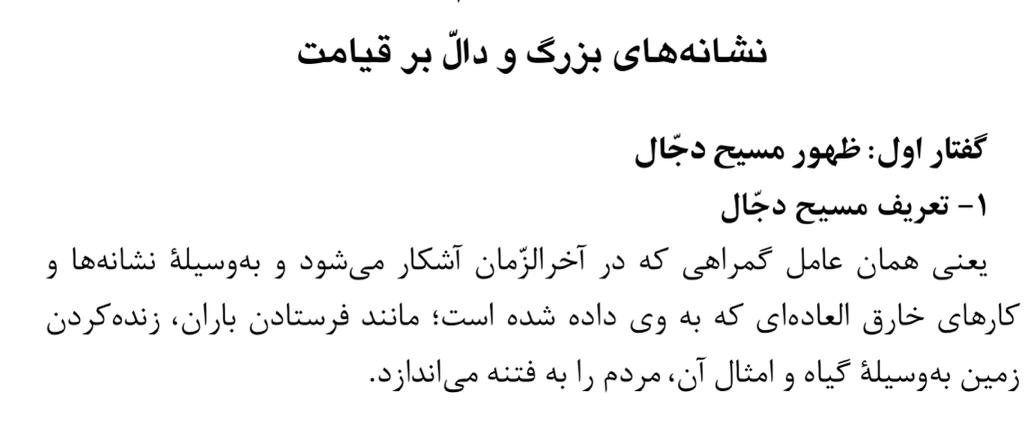 نشانه‌های بزرگ و دالّ بر قیامت
گفتار اول: ظهور مسیح دجّال
۱- تعریف مسیح دجّال
یعنی همان عامل گمراهی که در آخرالزّمان آشکار می‌شود و به‌وسیلۀ نشانه‌ها و
کارهای خارق العاده‌ای که به وی داده شده است؛ مانند فرستادن باران، زنده‌کردن
زمین به‌وسیلۀ گیاه و امثال آن، مردم را به فتنه می‌اندازد.